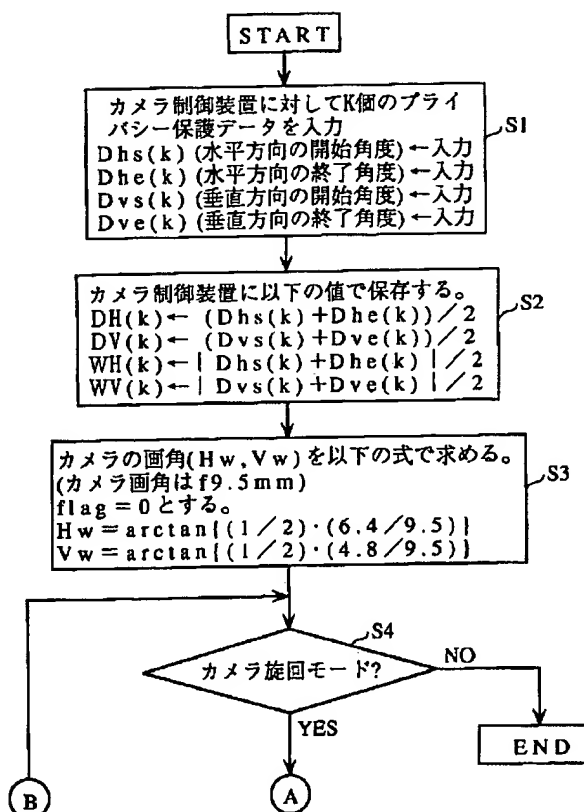 START
カメラ制御装置に対してK個のプライ
バシー保護データを入力
Dhs(k)(水平方向の開始角度)←入力
Dhe(k)(水平方向の終了角度)←入力
Dvs(k)(垂直方向の開始角度)←入力
Dve(k)(垂直方向の終了角度)←入力
S1
カメラ制御装置に以下の値で保存する。
DH(k)← (Dhs(k)+Dhe(k))/2
DV(k)← (Dvs(k)+Dve(k))/2
WH(k)←|Dhs(k)+Dhe(k)|/2
WV(k)←|Dvs(k)+Dve(k)|/2
S2
カメラの画角(Hw,Vw)を以下の式で求める。
(カメラ画角はf9.5mm)
flag=0とする。
Hw=arctan{(1/2)・(6.4/9.5)}
Vw=arctan{(1/2)・(4.8/9.5)}
S3
S4
カメラ旋回モード?
NO
YES
END
B
A